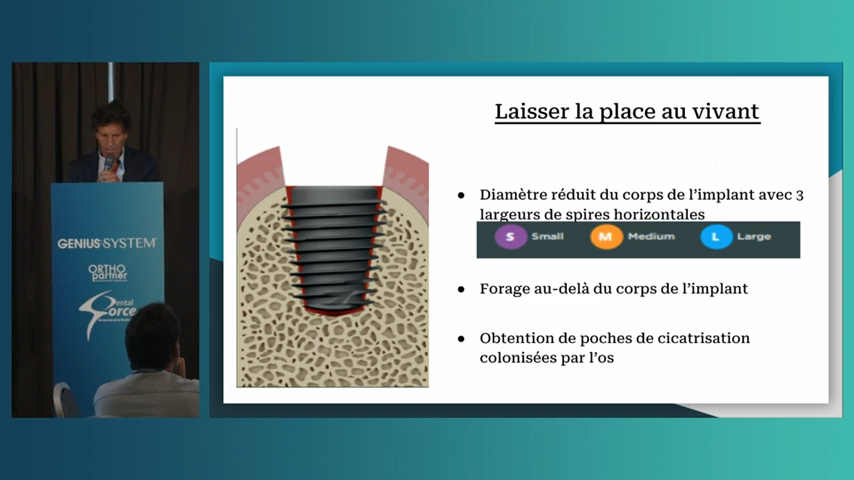 Laisser la place au vivant
● Diamètre réduit du corps de l'implant avec 3
largeurs de spires horizontales
S Small M Medium L Large
● Forage au-delà du corps de l'implant
● Obtention de poches de cicatrisation
colonisées par l'os
GENIUS SYSTEM
ORTHO
partner
Dental
Force